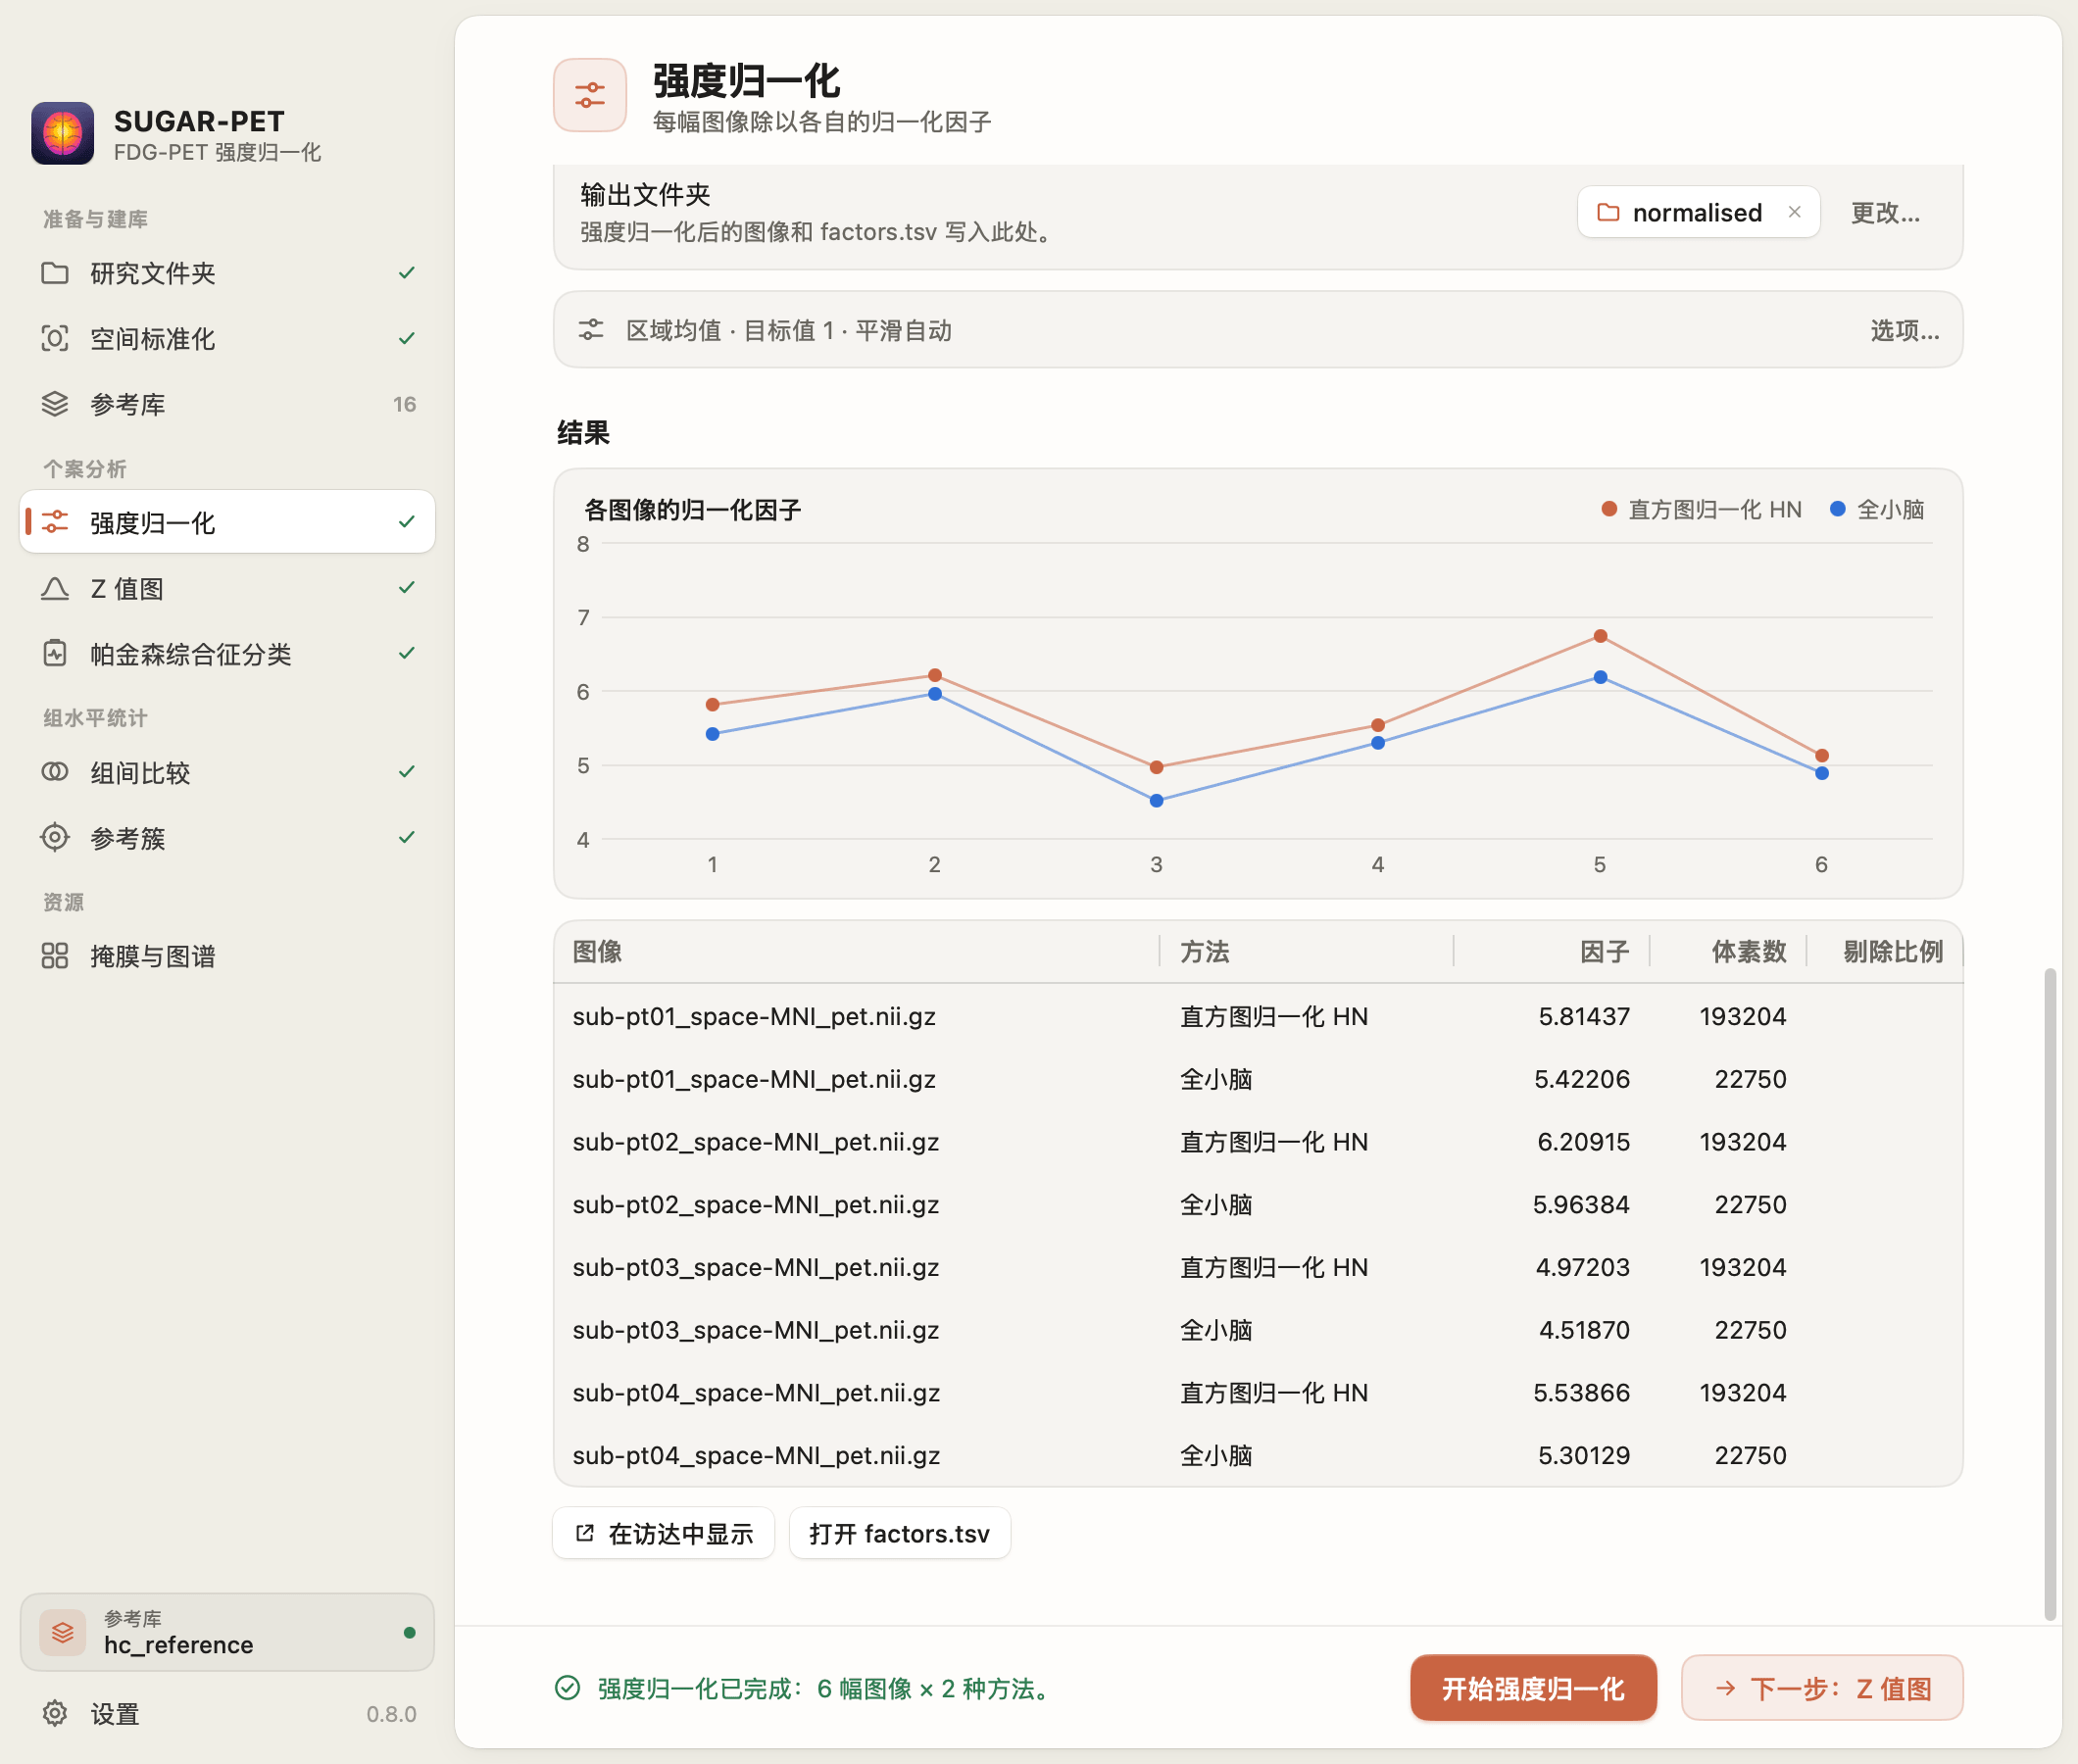 SUGAR-PET
FDG-PET 强度归一化
准备与建库
研究文件夹
空间标准化
参考库 16
个案分析
强度归一化
Z 值图
帕金森综合征分类
组水平统计
组间比较
参考簇
资源
掩膜与图谱
参考库
hc_reference
设置 0.8.0
强度归一化
每幅图像除以各自的归一化因子
输出文件夹
强度归一化后的图像和 factors.tsv 写入此处。
normalised × 更改...
区域均值 · 目标值 1 · 平滑自动 选项...
结果
各图像的归一化因子 直方图归一化 HN 全小脑
8
7
6
5
4
1 2 3 4 5 6
图像 方法 因子 体素数 剔除比例
sub-pt01_space-MNI_pet.nii.gz 直方图归一化 HN 5.81437 193204
sub-pt01_space-MNI_pet.nii.gz 全小脑 5.42206 22750
sub-pt02_space-MNI_pet.nii.gz 直方图归一化 HN 6.20915 193204
sub-pt02_space-MNI_pet.nii.gz 全小脑 5.96384 22750
sub-pt03_space-MNI_pet.nii.gz 直方图归一化 HN 4.97203 193204
sub-pt03_space-MNI_pet.nii.gz 全小脑 4.51870 22750
sub-pt04_space-MNI_pet.nii.gz 直方图归一化 HN 5.53866 193204
sub-pt04_space-MNI_pet.nii.gz 全小脑 5.30129 22750
在访达中显示 打开 factors.tsv
强度归一化已完成：6 幅图像 × 2 种方法。
开始强度归一化 → 下一步：Z 值图